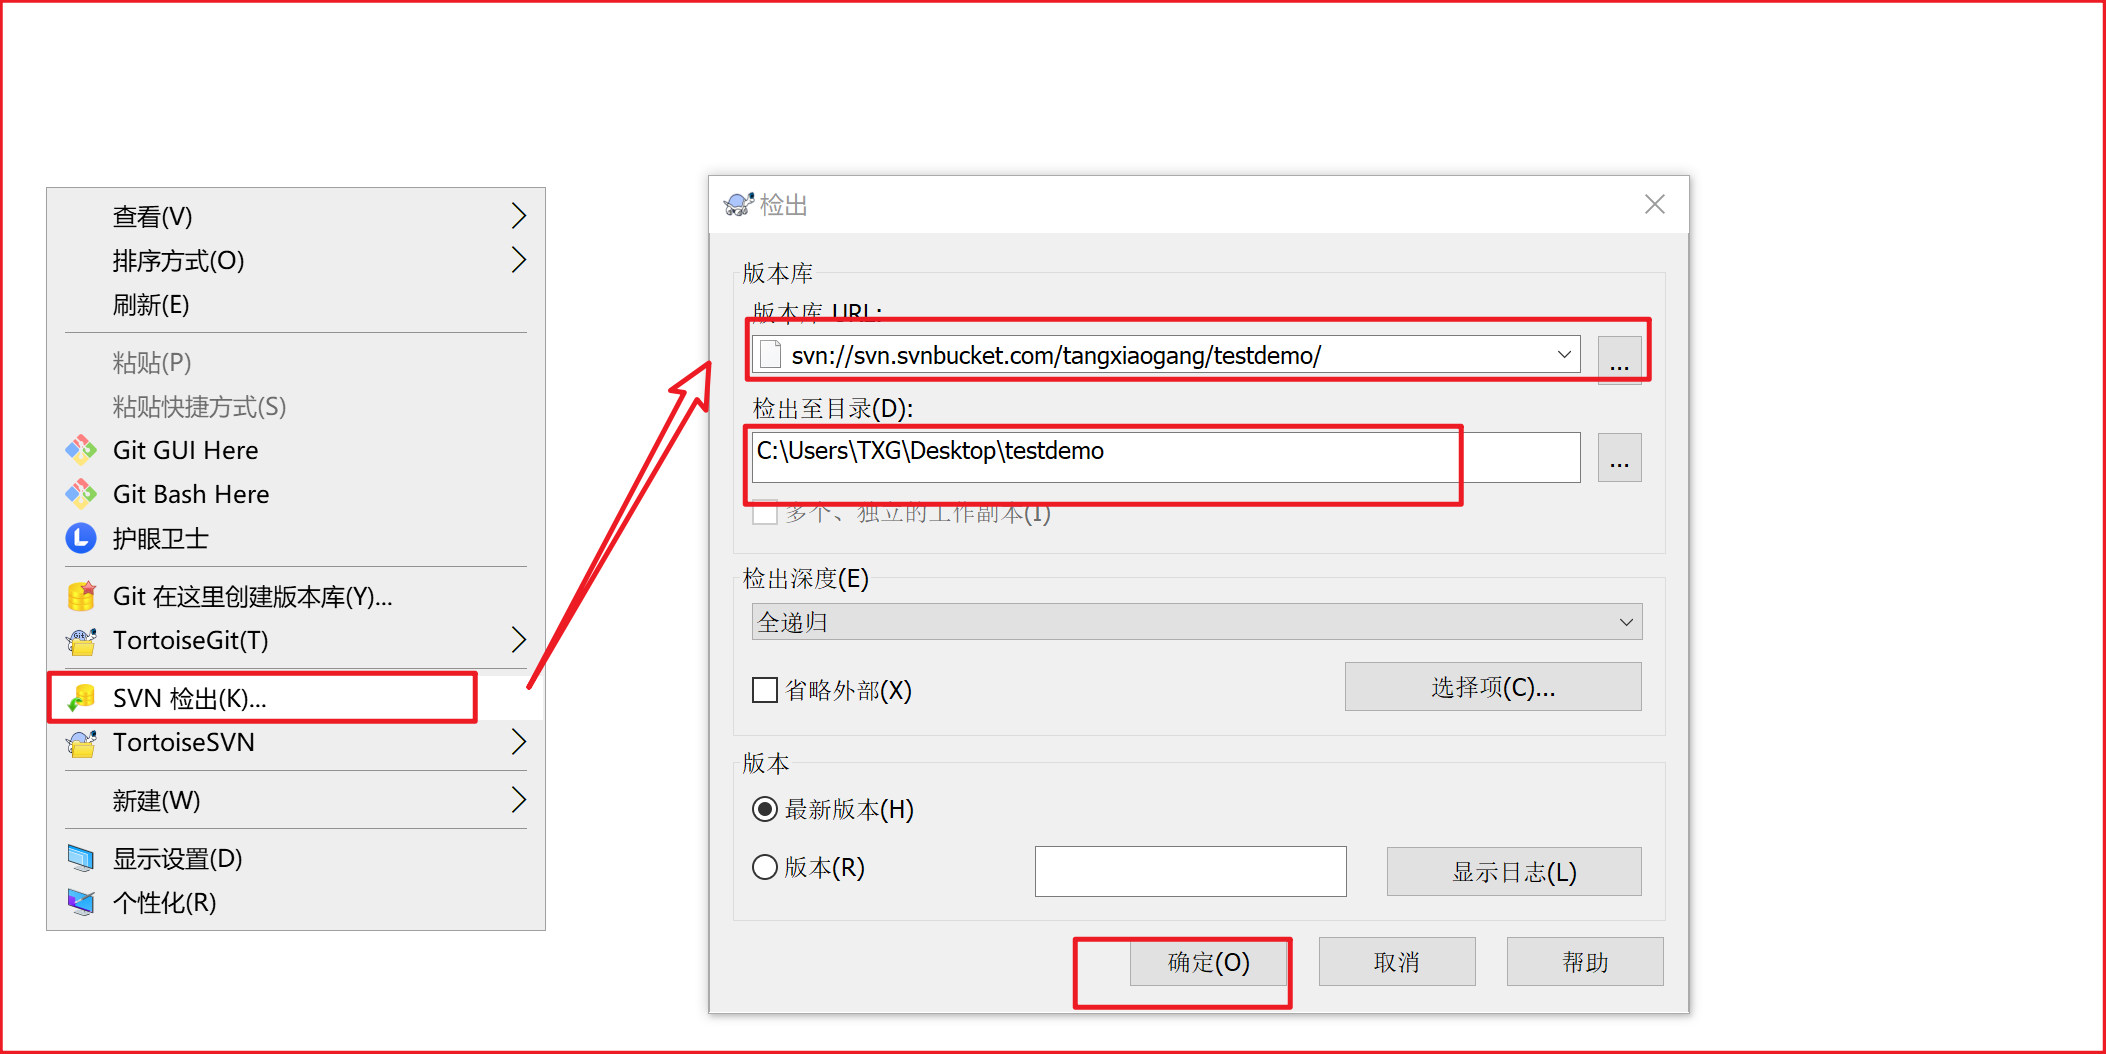 查看(V)
排序方式(O)
刷新(E)
粘贴(P)
粘贴快捷方式(S)
Git GUI Here
Git Bash Here
护眼卫士
Git 在这里创建版本库(Y)...
TortoiseGit(T)
SVN 检出(K)...
TortoiseSVN
新建(W)
显示设置(D)
个性化(R)
检出
版本库
版本库 URL:
svn://svn.svnbucket.com/tangxiaogang/testdemo/
...
检出至目录(D):
C:\Users\TXG\Desktop\testdemo
...
多个、独立的工作副本(I)
检出深度(E)
全递归
省略外部(X)
选择项(C)...
版本
最新版本(H)
版本(R)
显示日志(L)
确定(O)
取消
帮助